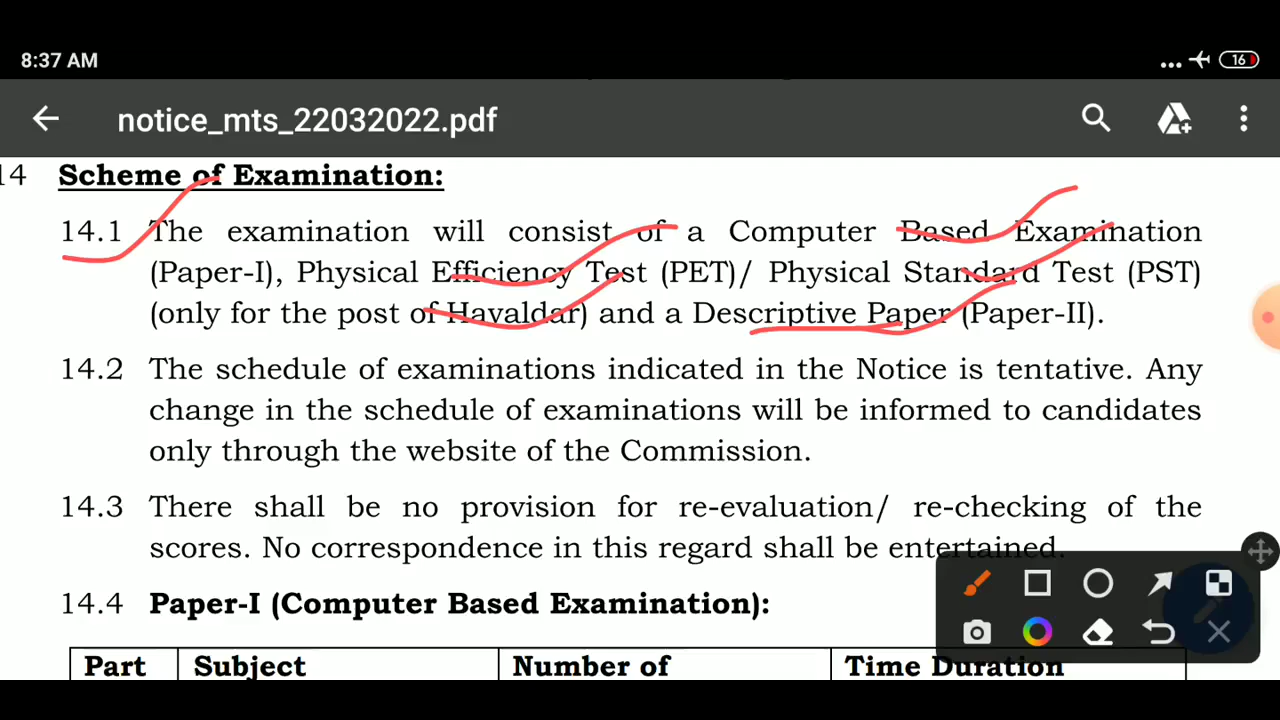 8:37 AM
16
notice_mts_22032022.pdf
14 Scheme of Examination:
14.1 The examination will consist of a Computer Based Examination
(Paper-I), Physical Efficiency Test (PET)/ Physical Standard Test (PST)
(only for the post of Havaldar) and a Descriptive Paper (Paper-II).
14.2 The schedule of examinations indicated in the Notice is tentative. Any
change in the schedule of examinations will be informed to candidates
only through the website of the Commission.
14.3 There shall be no provision for re-evaluation/ re-checking of the
scores. No correspondence in this regard shall be entertained.
14.4 Paper-I (Computer Based Examination):
Part Subject Number of Time Duration